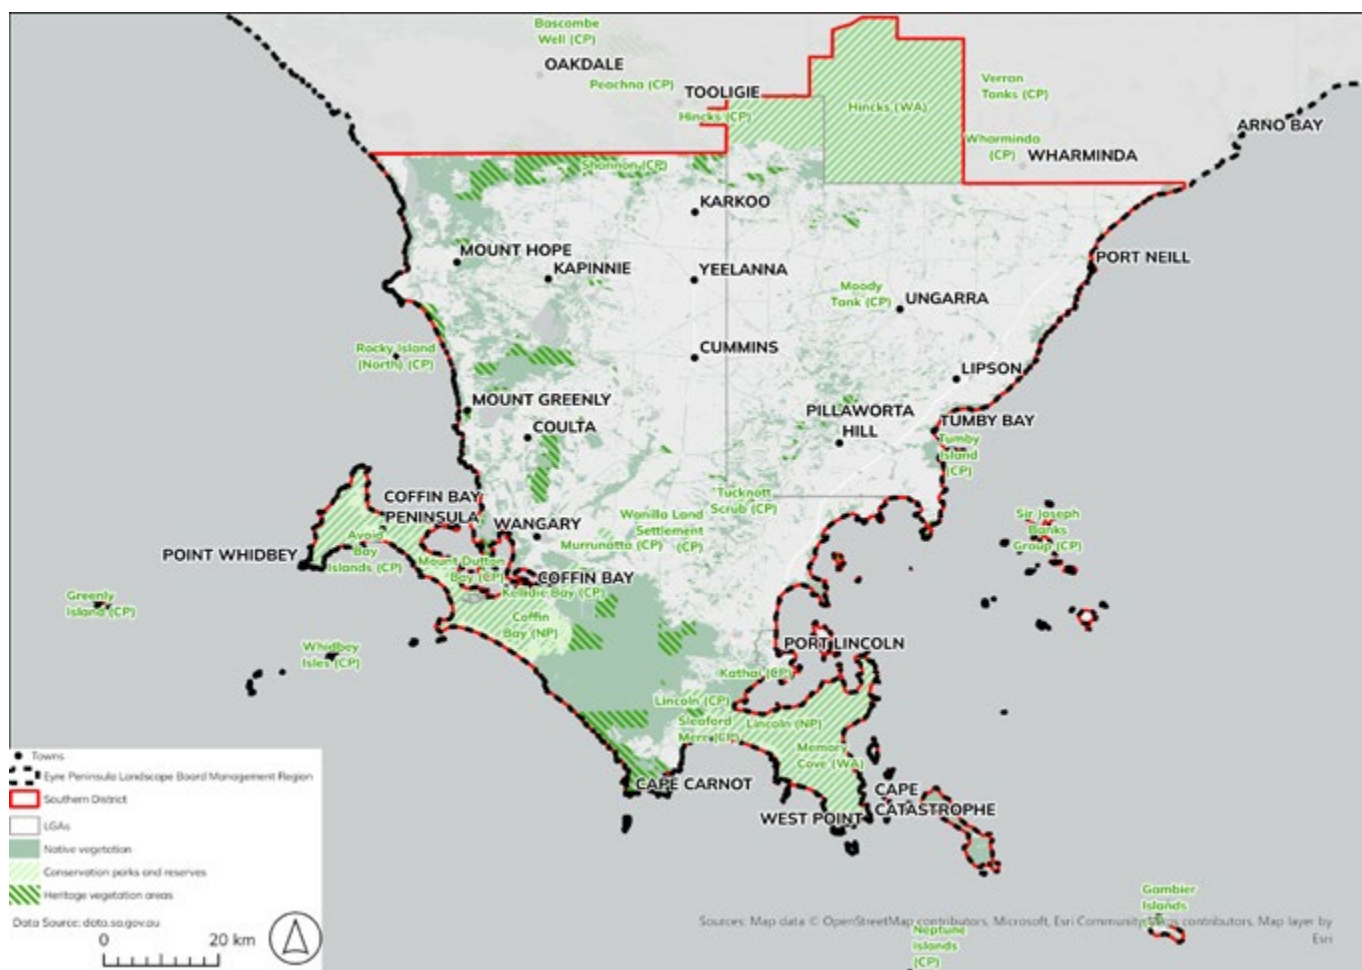 Bascombe
Well (CP)
OAKDALE
Peachna (CP)
TOOLIGIE
Hincks (CP)
Hincks (WA)
Verran
Tanks (CP)
Wharminda
(CP)
WHARMINDA
ARNO BAY
Shannon (CP)
KARKOO
MOUNT HOPE
KAPINNIE
YEELANNA
PORT NEILL
Moody
Tank (CP)
UNGARRA
Rocky Island
(North) (CP)
CUMMINS
LIPSON
MOUNT GREENLY
COULTA
PILLAWORTA
HILL
TUMBY BAY
Tumby
Island
(CP)
COFFIN BAY
PENINSULA
WANGARY
Wanilla Land
Settlement
(CP)
Tucknott
Scrub (CP)
Sir Joseph
Banks
Group (CP)
Murrunatta (CP)
POINT WHIDBEY
Avoid
Bay
Islands (CP)
Mount Dutton
Bay (CP)
COFFIN BAY
Kellidie Bay (CP)
Greenly
Island (CP)
Coffin
Bay (NP)
Whidbey
Isles (CP)
PORT LINCOLN
Kathai (CP)
Lincoln (CP)
Sleaford
Mere (CP)
Lincoln (NP)
Memory
Cove (WA)
CAPE CARNOT
WEST POINT
CAPE
CATASTROPHE
Gambier
Islands
Neptune
Islands
(CP)
Towns
Eyre Peninsula Landscape Board Management Region
Southern District
LGAs
Native vegetation
Conservation parks and reserves
Heritage vegetation areas
Data Source: data.sa.gov.au
0 20 km
Sources: Map data © OpenStreetMap contributors, Microsoft, Esri Community Maps contributors, Map layer by
Esri